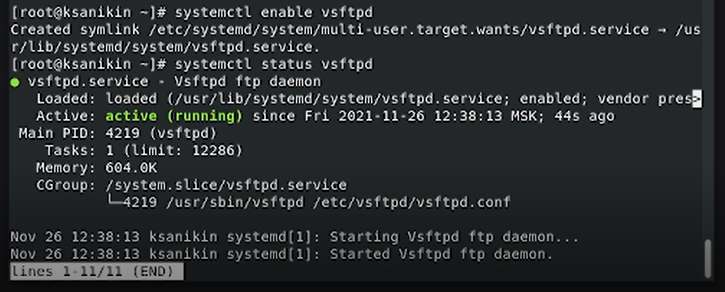 [root@ksanikin ~]# systemctl enable vsftpd
Created symlink /etc/systemd/system/multi-user.target.wants/vsftpd.service → /us
r/lib/systemd/system/vsftpd.service.
[root@ksanikin ~]# systemctl status vsftpd
● vsftpd.service - Vsftpd ftp daemon
   Loaded: loaded (/usr/lib/systemd/system/vsftpd.service; enabled; vendor pres>
   Active: active (running) since Fri 2021-11-26 12:38:13 MSK; 44s ago
 Main PID: 4219 (vsftpd)
    Tasks: 1 (limit: 12286)
   Memory: 604.0K
   CGroup: /system.slice/vsftpd.service
           └─4219 /usr/sbin/vsftpd /etc/vsftpd/vsftpd.conf
Nov 26 12:38:13 ksanikin systemd[1]: Starting Vsftpd ftp daemon...
Nov 26 12:38:13 ksanikin systemd[1]: Started Vsftpd ftp daemon.
lines 1-11/11 (END)